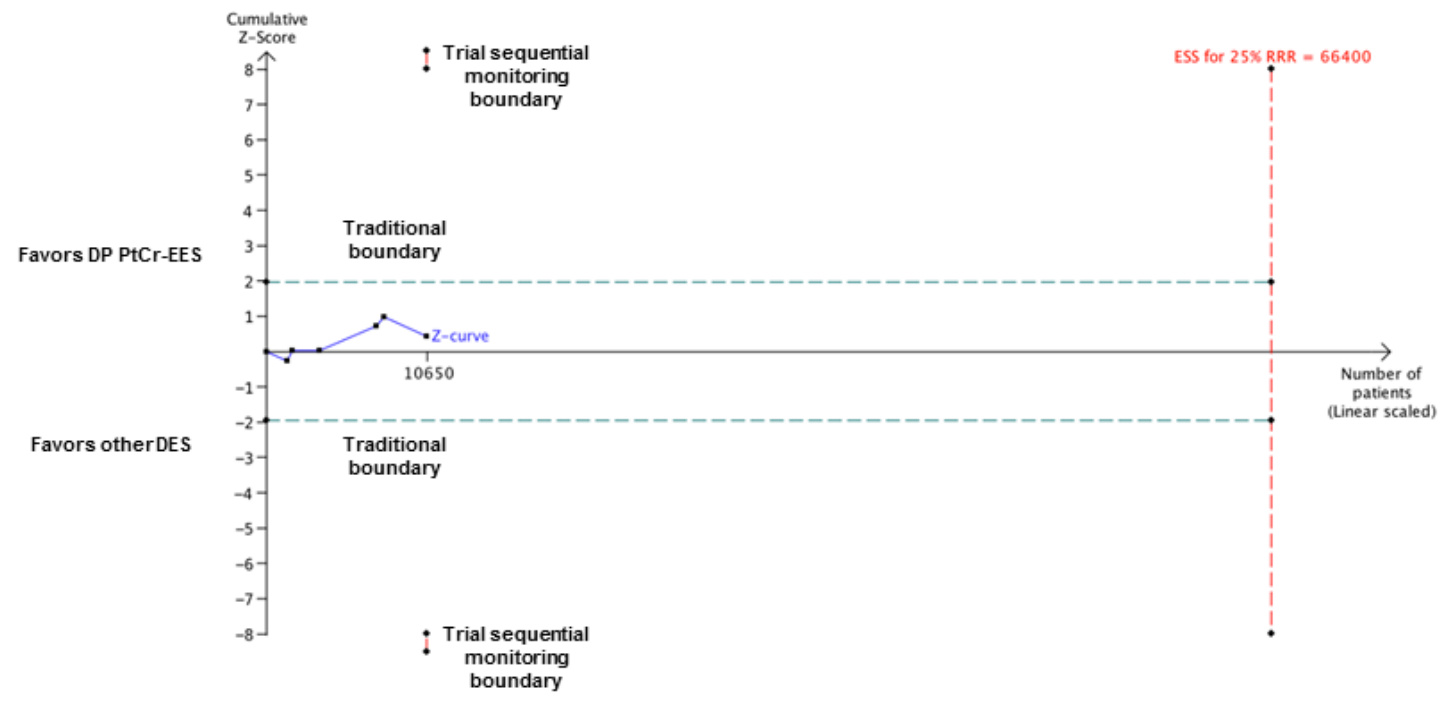 Cumulative
Z-Score
Trial sequential
monitoring
boundary
ESS for 25% RRR = 66400
8
7
6
5
4
Traditional
boundary
3
Favors DP PtCr-EES
2
1
Z-curve
10650
Number of
patients
(Linear scaled)
-1
-2
Favors otherDES
Traditional
boundary
-3
-4
-5
-6
-7
-8
Trial sequential
monitoring
boundary